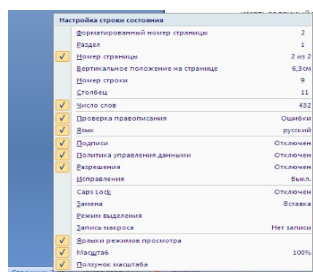 Настройка строки состояния
Форматированный номер страницы 2
Раздел 1
Номер страницы 2 из 2
Вертикальное положение на странице 6,3см
Номер строки 9
Столбец 11
Число слов 432
Проверка правописания Ошибки
Язык русский
Подписи Отключен
Политика управления данными Отключен
Разрешения Отключен
Исправления Выкл.
Caps Lock Отключен
Замена Вставка
Режим выделения
Запись макроса Нет записи
Ярлыки режимов просмотра
Масштаб 100%
Ползунок масштаба